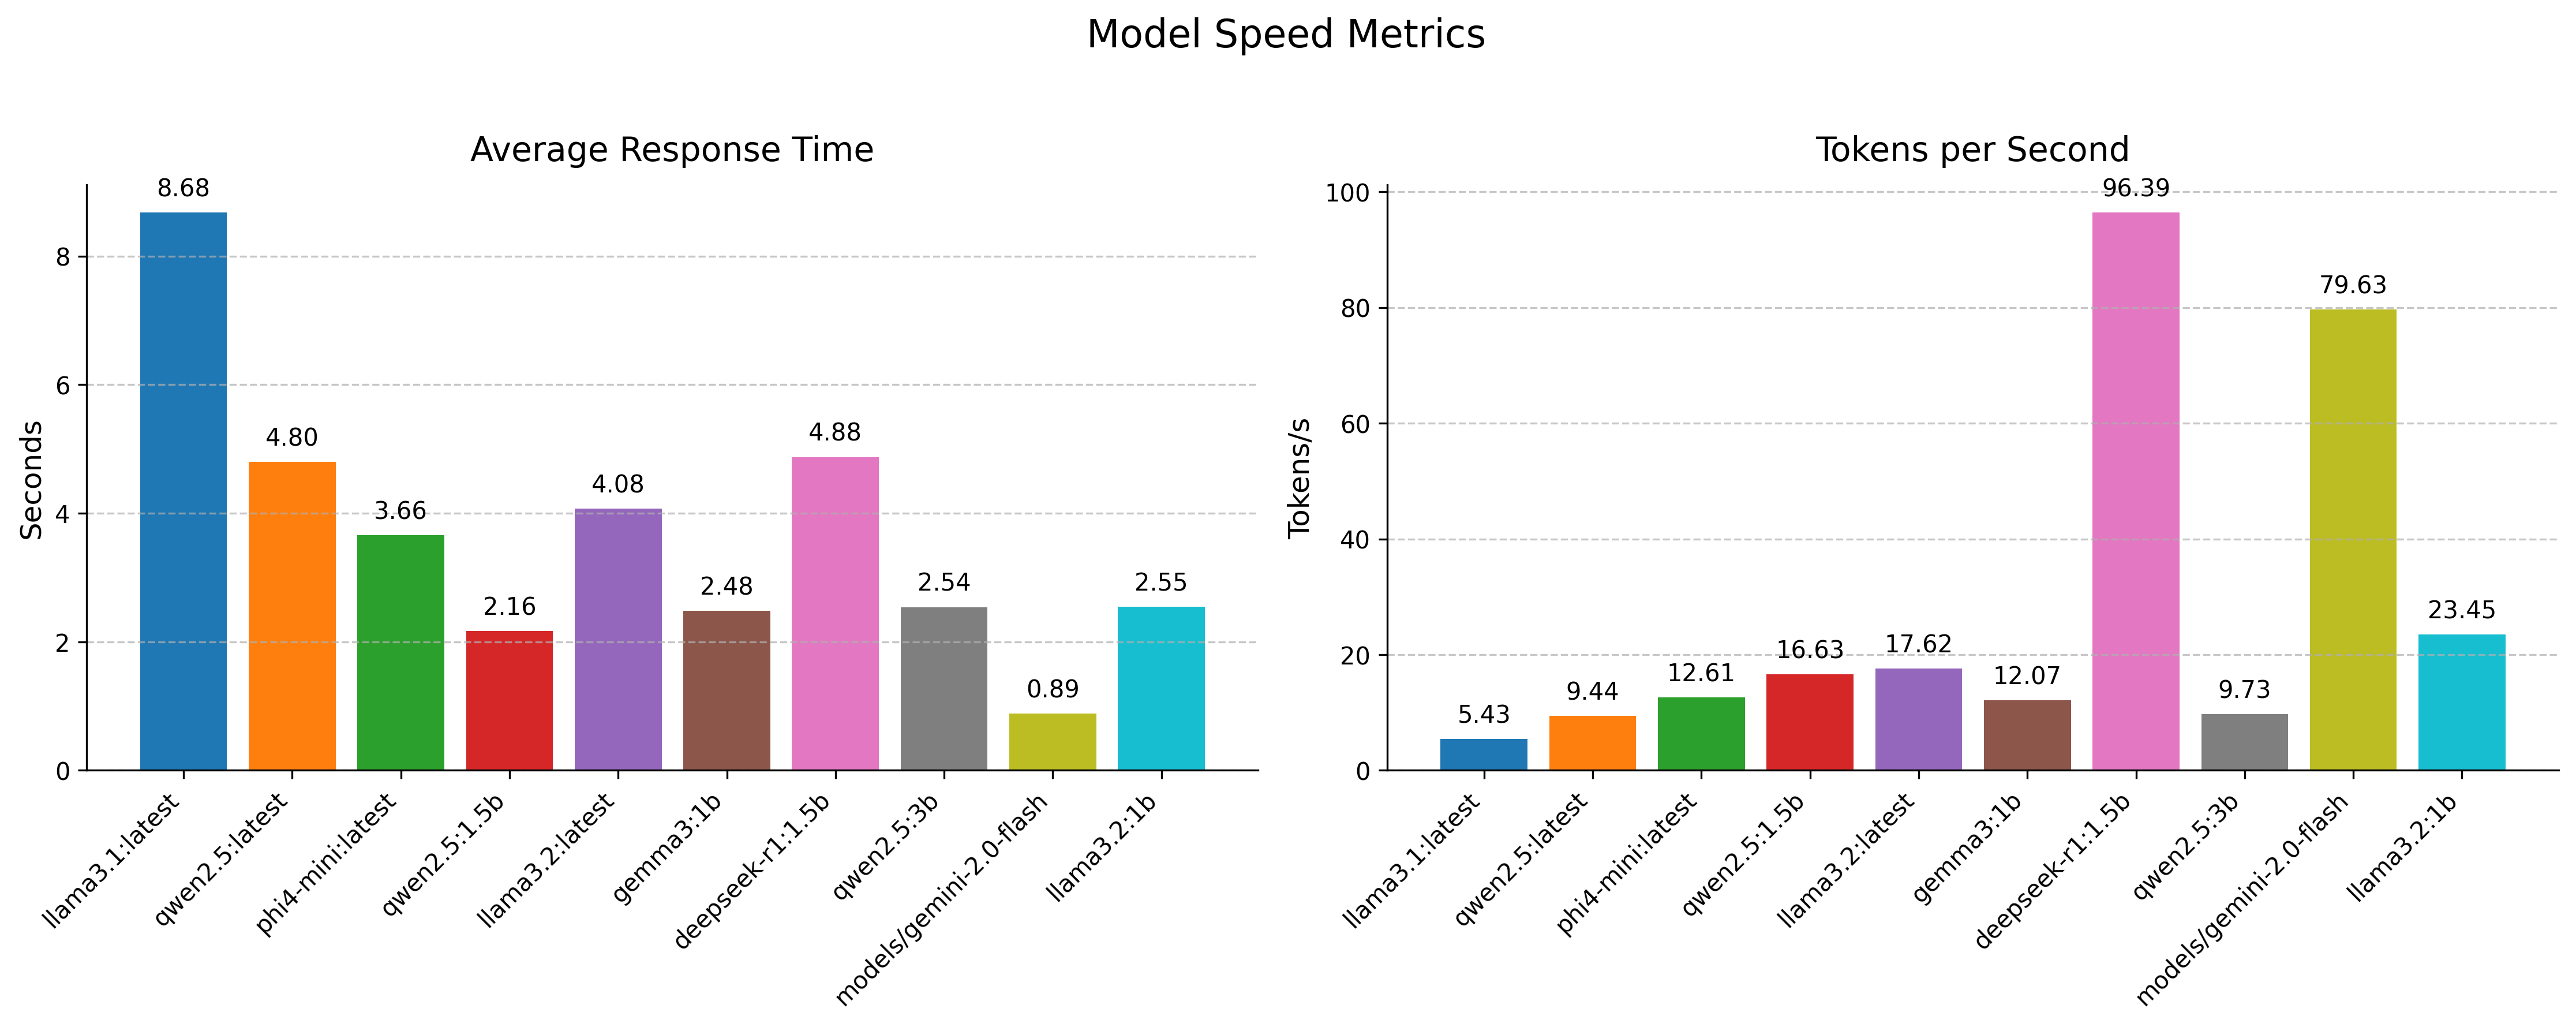 Model Speed Metrics
Average Response Time
Seconds
8
6
4
2
0
8.68
4.80
3.66
2.16
4.08
2.48
4.88
2.54
0.89
2.55
llama3.1:latest
qwen2.5:latest
phi4-mini:latest
qwen2.5:1.5b
llama3.2:latest
gemma3:1b
deepseek-r1:1.5b
qwen2.5:3b
models/gemini-2.0-flash
llama3.2:1b
Tokens per Second
Tokens/s
100
80
60
40
20
0
5.43
9.44
12.61
16.63
17.62
12.07
96.39
9.73
79.63
23.45
llama3.1:latest
qwen2.5:latest
phi4-mini:latest
qwen2.5:1.5b
llama3.2:latest
gemma3:1b
deepseek-r1:1.5b
qwen2.5:3b
models/gemini-2.0-flash
llama3.2:1b